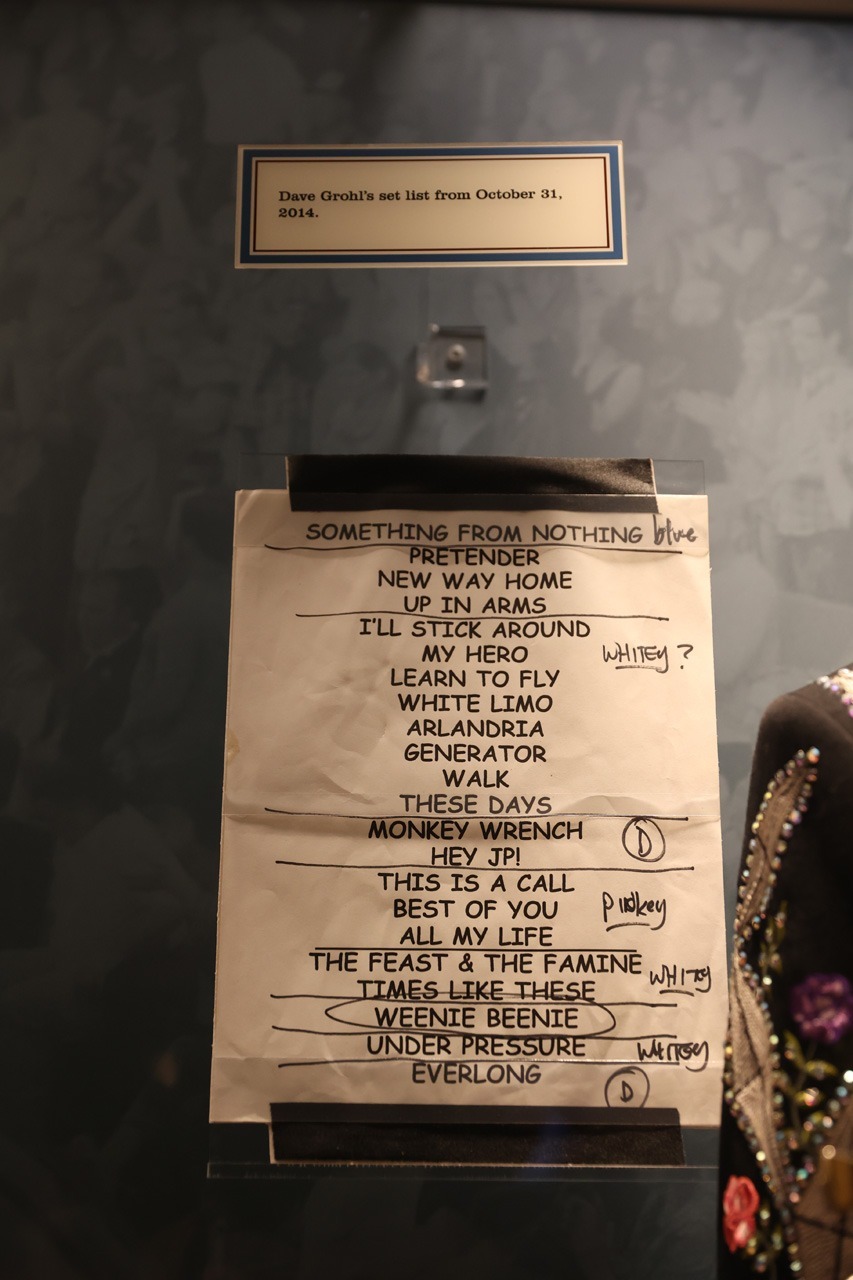 Dave Grohl's set list from October 31,
2014.
SOMETHING FROM NOTHING blue
PRETENDER
NEW WAY HOME
UP IN ARMS
I'LL STICK AROUND
MY HERO WHITEY ?
LEARN TO FLY
WHITE LIMO
ARLANDRIA
GENERATOR
WALK
THESE DAYS
MONKEY WRENCH D
HEY JP!
THIS IS A CALL
BEST OF YOU pinkey
ALL MY LIFE
THE FEAST & THE FAMINE WHITY
TIMES LIKE THESE
WEENIE BEENIE
UNDER PRESSURE WHITEY
EVERLONG D